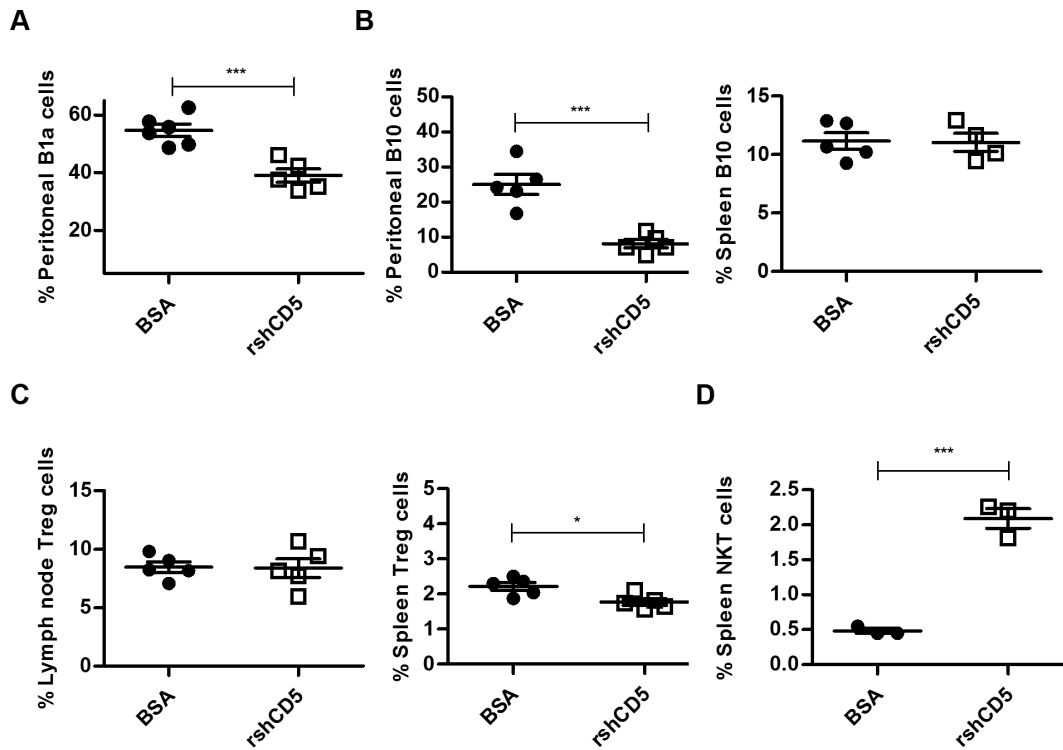 A
B
% Peritoneal B1a cells
60
40
20
***
BSA
rshCD5
% Peritoneal B10 cells
50
40
30
20
10
0
***
BSA
rshCD5
% Spleen B10 cells
15
10
5
0
BSA
rshCD5
C
D
% Lymph node Treg cells
15
10
5
0
BSA
rshCD5
% Spleen Treg cells
5
4
3
2
1
0
*
BSA
rshCD5
% Spleen NKT cells
2.5
2.0
1.5
1.0
0.5
0.0
***
BSA
rshCD5